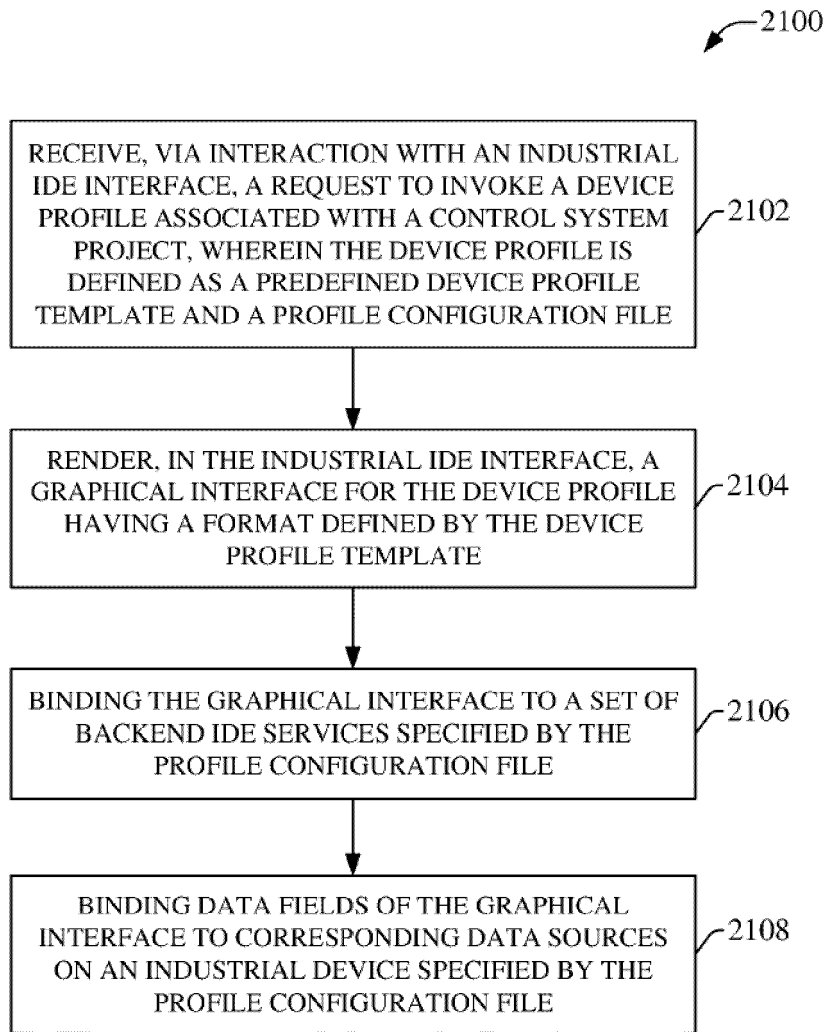 2100
RECEIVE, VIA INTERACTION WITH AN INDUSTRIAL
IDE INTERFACE, A REQUEST TO INVOKE A DEVICE
PROFILE ASSOCIATED WITH A CONTROL SYSTEM
PROJECT, WHEREIN THE DEVICE PROFILE IS
DEFINED AS A PREDEFINED DEVICE PROFILE
TEMPLATE AND A PROFILE CONFIGURATION FILE
2102
RENDER, IN THE INDUSTRIAL IDE INTERFACE, A
GRAPHICAL INTERFACE FOR THE DEVICE PROFILE
HAVING A FORMAT DEFINED BY THE DEVICE
PROFILE TEMPLATE
2104
BINDING THE GRAPHICAL INTERFACE TO A SET OF
BACKEND IDE SERVICES SPECIFIED BY THE
PROFILE CONFIGURATION FILE
2106
BINDING DATA FIELDS OF THE GRAPHICAL
INTERFACE TO CORRESPONDING DATA SOURCES
ON AN INDUSTRIAL DEVICE SPECIFIED BY THE
PROFILE CONFIGURATION FILE
2108